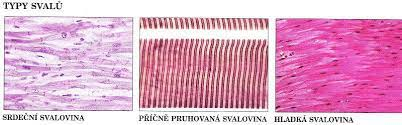 TYPY SVALŮ
SRDEČNÍ SVALOVINA
PŘÍČNĚ PRUHOVANÁ SVALOVINA
HLADKÁ SVALOVINA